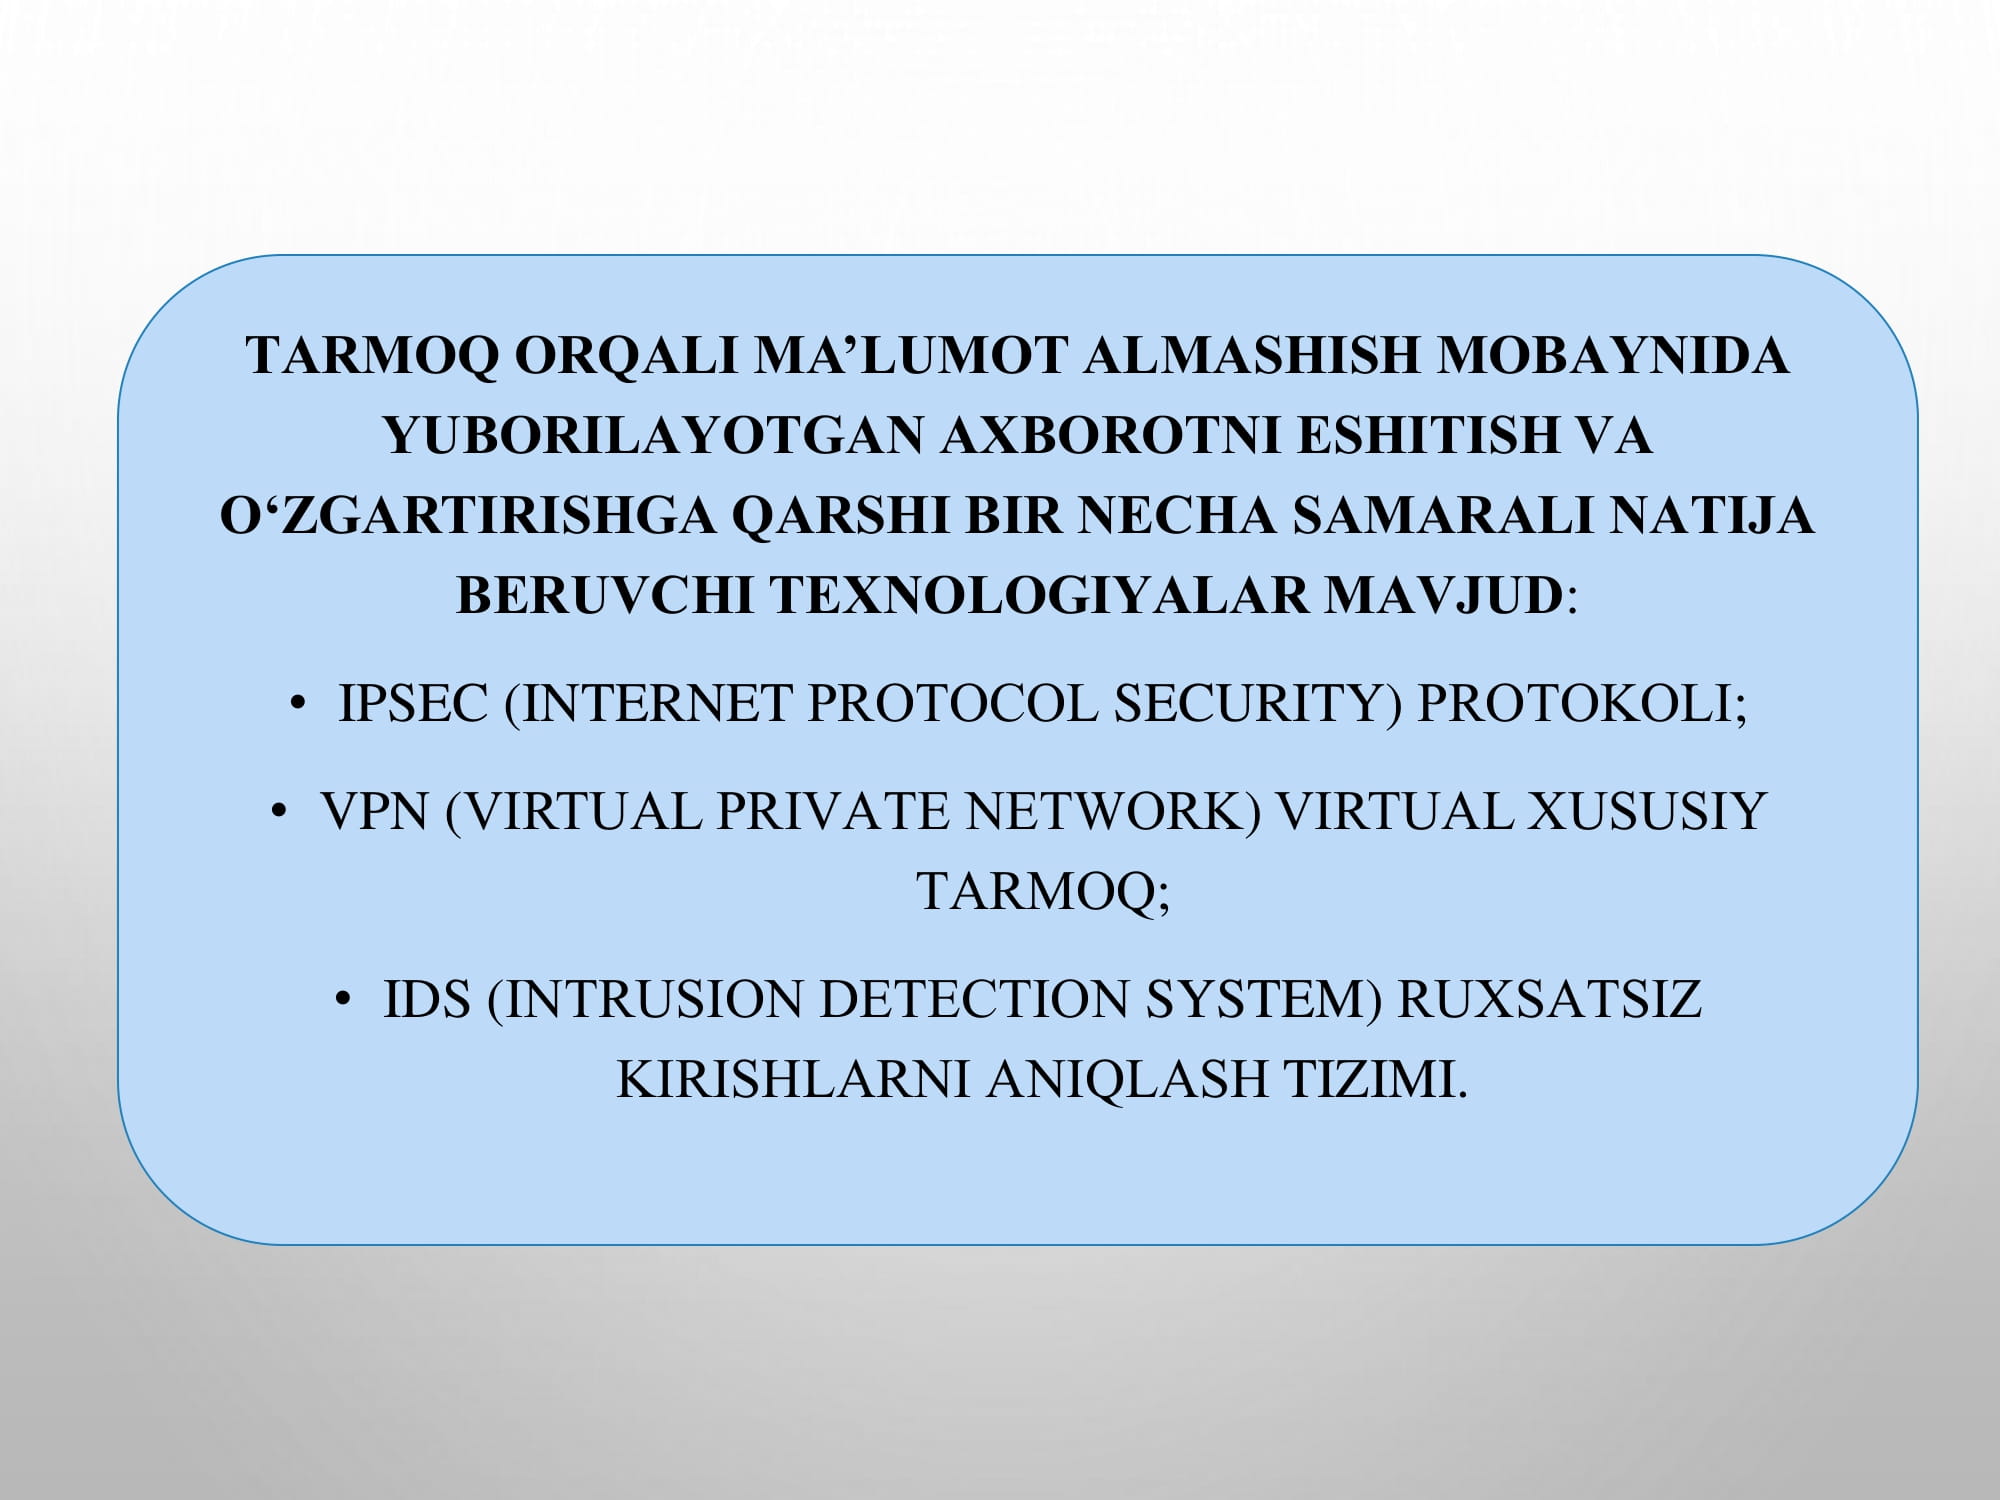 TARMOQ ORQALI MA’LUMOT ALMASHISH MOBAYNIDA
YUBORILAYOTGAN AXBOROTNI ESHITISH VA
O‘ZGARTIRISHGA QARSHI BIR NECHA SAMARALI NATIJA
BERUVCHI TEXNOLOGIYALAR MAVJUD:
• IPSEC (INTERNET PROTOCOL SECURITY) PROTOKOLI;
• VPN (VIRTUAL PRIVATE NETWORK) VIRTUAL XUSUSIY
TARMOQ;
• IDS (INTRUSION DETECTION SYSTEM) RUXSATSIZ
KIRISHLARNI ANIQLASH TIZIMI.